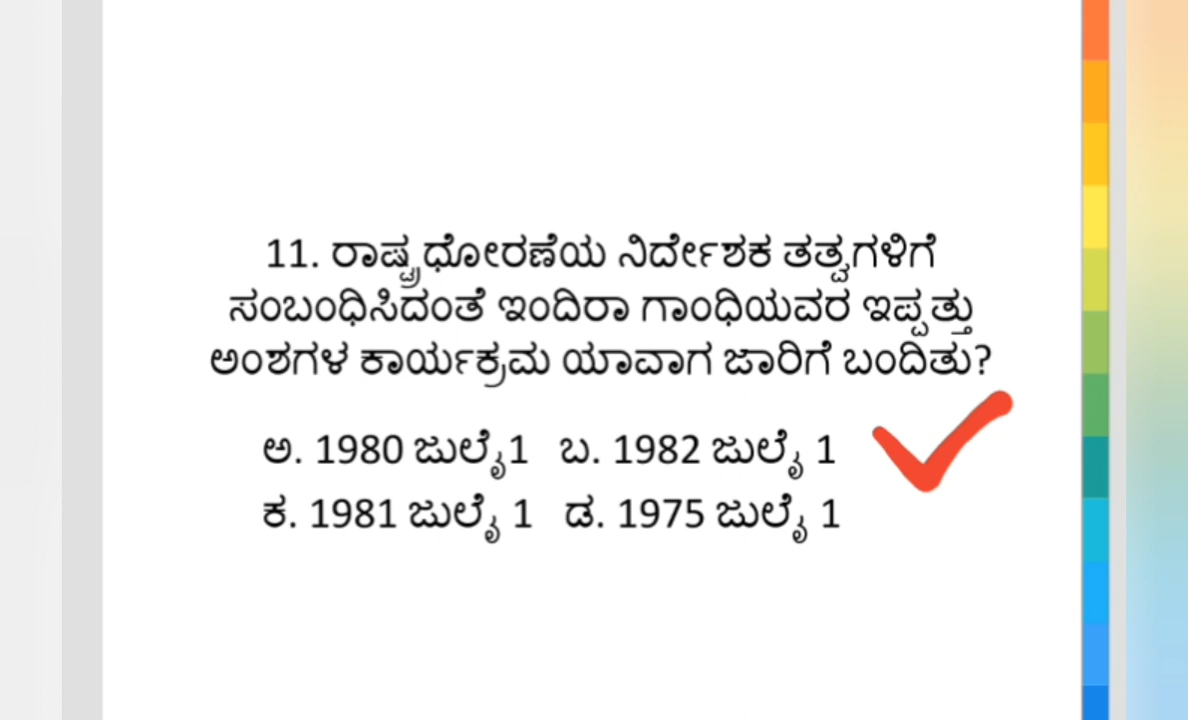 11. ರಾಷ್ಟ್ರಧೋರಣೆಯ ನಿರ್ದೇಶಕ ತತ್ವಗಳಿಗೆ
ಸಂಬಂಧಿಸಿದಂತೆ ಇಂದಿರಾ ಗಾಂಧಿಯವರ ಇಪ್ಪತ್ತು
ಅಂಶಗಳ ಕಾರ್ಯಕ್ರಮ ಯಾವಾಗ ಜಾರಿಗೆ ಬಂದಿತು?
ಅ. 1980 ಜುಲೈ1 ಬ. 1982 ಜುಲೈ 1
ಕ. 1981 ಜುಲೈ 1 ಡ. 1975 ಜುಲೈ 1